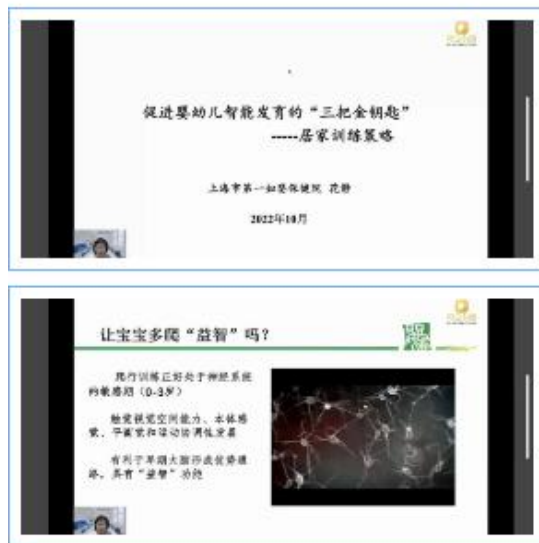 促进婴幼儿智能发育的“三把金钥匙”
-----居家训练策略
上海市第一妇婴保健院 花静
2022年10月
让宝宝多爬“益智”吗？
爬行训练正好处于神经系统
的敏感期（0-3岁）
触觉视觉空间能力、本体感
觉、平衡觉和运动协调性发展
有利于早期大脑形成优势通
路，具有“益智”功能